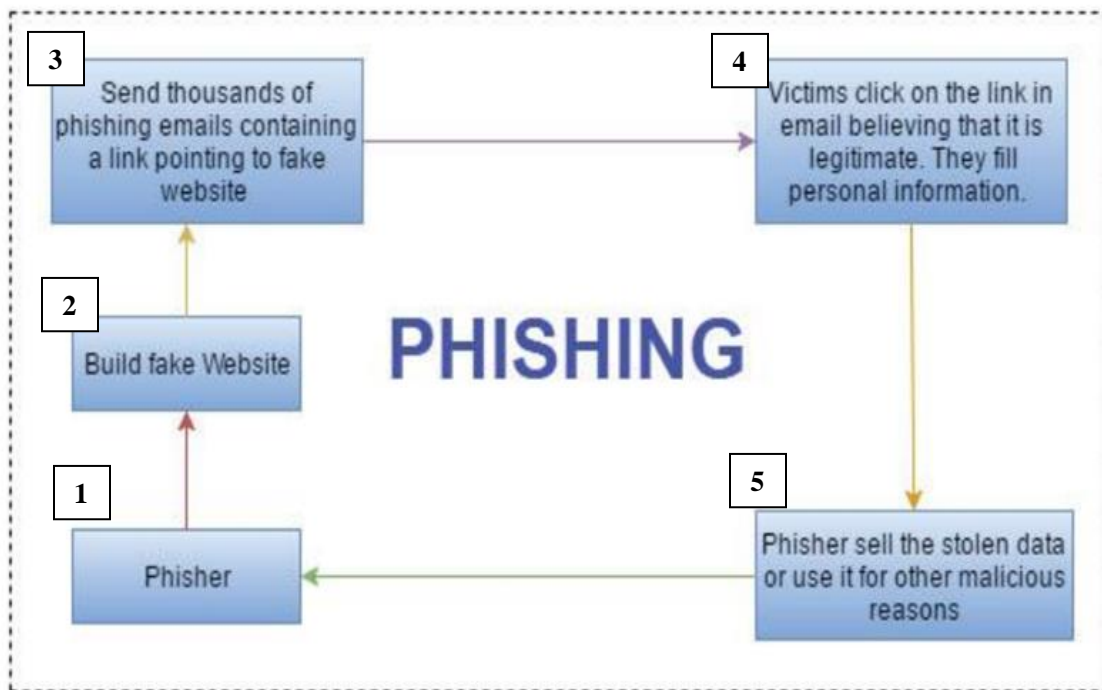 3
Send thousands of
phishing emails containing
a link pointing to fake
website
4
Victims click on the link in
email believing that it is
legitimate. They fill
personal information.
2
Build fake Website
PHISHING
1
Phisher
5
Phisher sell the stolen data
or use it for other malicious
reasons